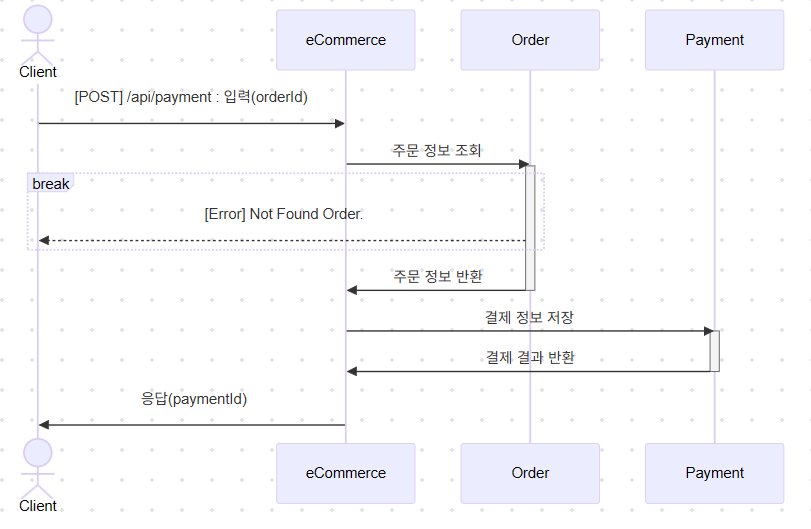 Client
eCommerce
Order
Payment
[POST] /api/payment : 입력(orderId)
주문 정보 조회
break
[Error] Not Found Order.
주문 정보 반환
결제 정보 저장
결제 결과 반환
응답(paymentId)
Client
eCommerce
Order
Payment